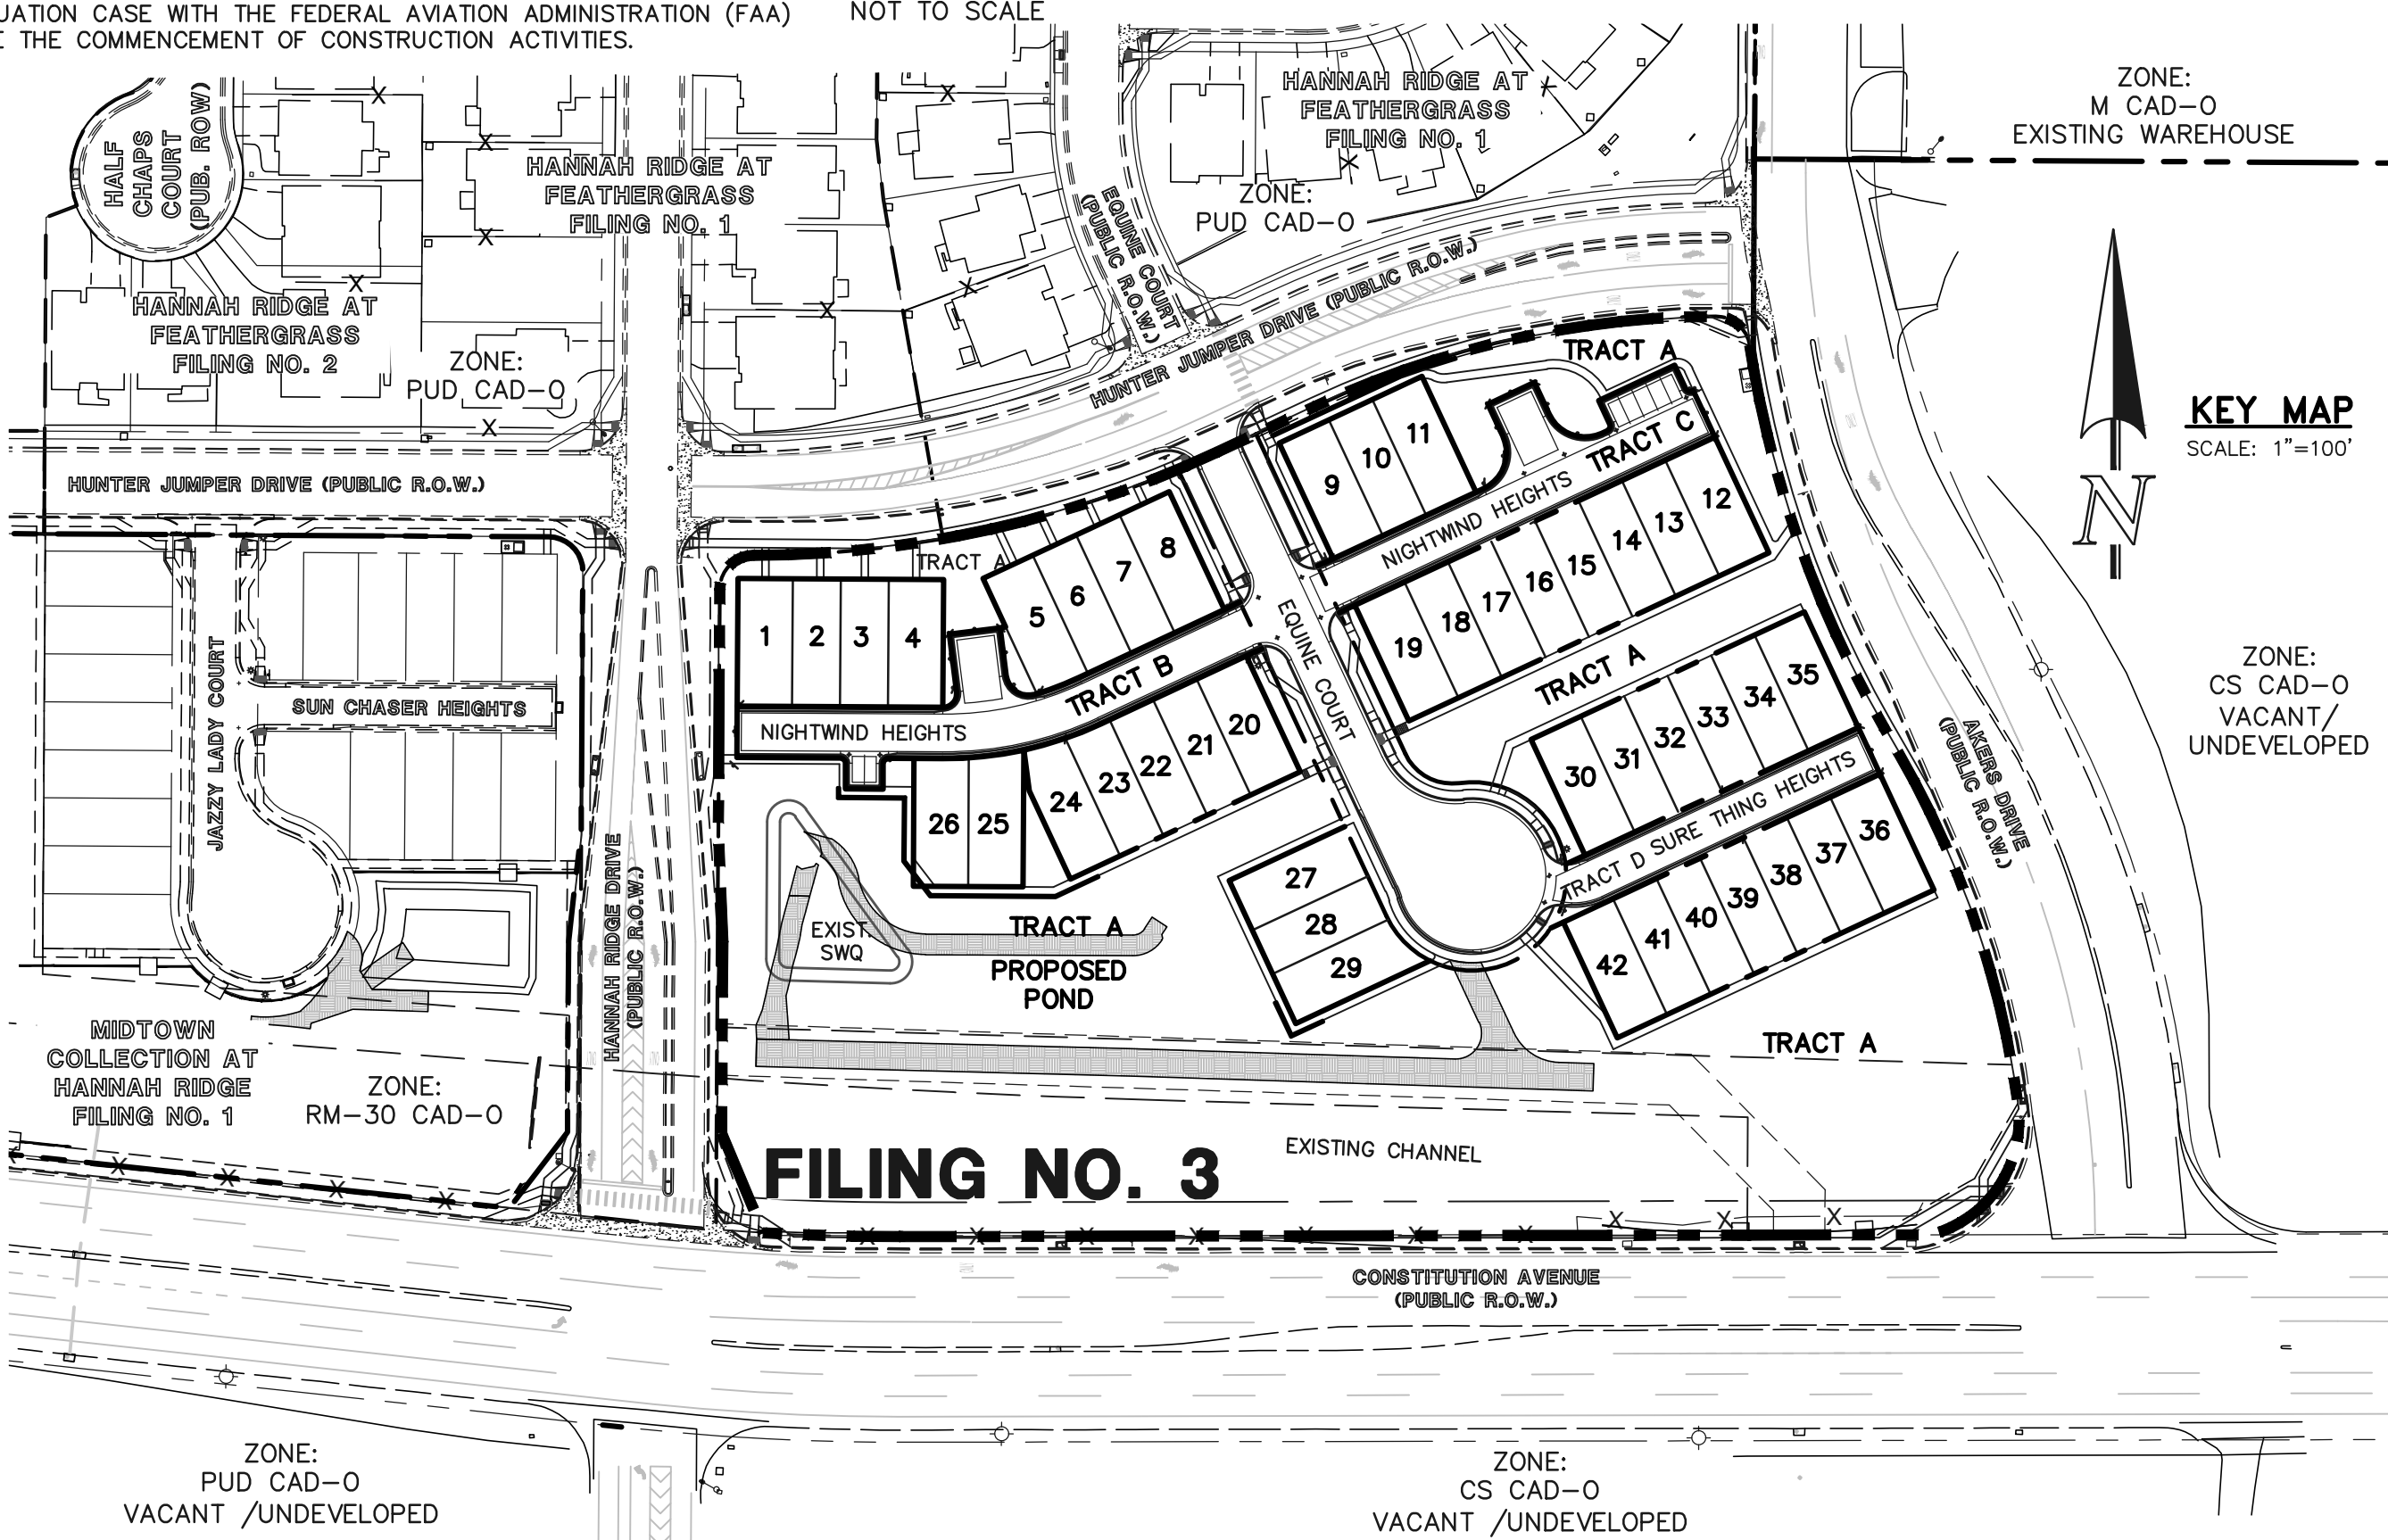 UATION CASE WITH THE FEDERAL AVIATION ADMINISTRATION (FAA)
THE COMMENCEMENT OF CONSTRUCTION ACTIVITIES.
NOT TO SCALE
HALF
CHAPS
COURT
(PUB. ROW)
HANNAH RIDGE AT
FEATHERGRASS
FILING NO. 1
HANNAH RIDGE AT
FEATHERGRASS
FILING NO. 1
ZONE:
PUD CAD-O
ZONE:
M CAD-O
EXISTING WAREHOUSE
EQUINE COURT
(PUBLIC R.O.W.)
HUNTER JUMPER DRIVE (PUBLIC R.O.W.)
HANNAH RIDGE AT
FEATHERGRASS
FILING NO. 2
ZONE:
PUD CAD-O
KEY MAP
SCALE: 1"=100'
N
HUNTER JUMPER DRIVE (PUBLIC R.O.W.)
TRACT A
9
10
11
TRACT C
NIGHTWIND HEIGHTS
12
13
14
15
16
17
18
19
TRACT A
1
2
3
4
5
6
7
8
TRACT B
NIGHTWIND HEIGHTS
EQUINE COURT
20
21
22
23
24
25
26
TRACT A
30
31
32
33
34
35
TRACT D SURE THING HEIGHTS
36
37
38
39
40
41
42
27
28
29
JAZZY LADY COURT
SUN CHASER HEIGHTS
HANNAH RIDGE DRIVE
(PUBLIC R.O.W.)
AKERS DRIVE
(PUBLIC R.O.W.)
ZONE:
CS CAD-O
VACANT/
UNDEVELOPED
EXIST.
SWQ
TRACT A
PROPOSED
POND
TRACT A
MIDTOWN
COLLECTION AT
HANNAH RIDGE
FILING NO. 1
ZONE:
RM-30 CAD-O
FILING NO. 3
EXISTING CHANNEL
CONSTITUTION AVENUE
(PUBLIC R.O.W.)
ZONE:
PUD CAD-O
VACANT /UNDEVELOPED
ZONE:
CS CAD-O
VACANT /UNDEVELOPED